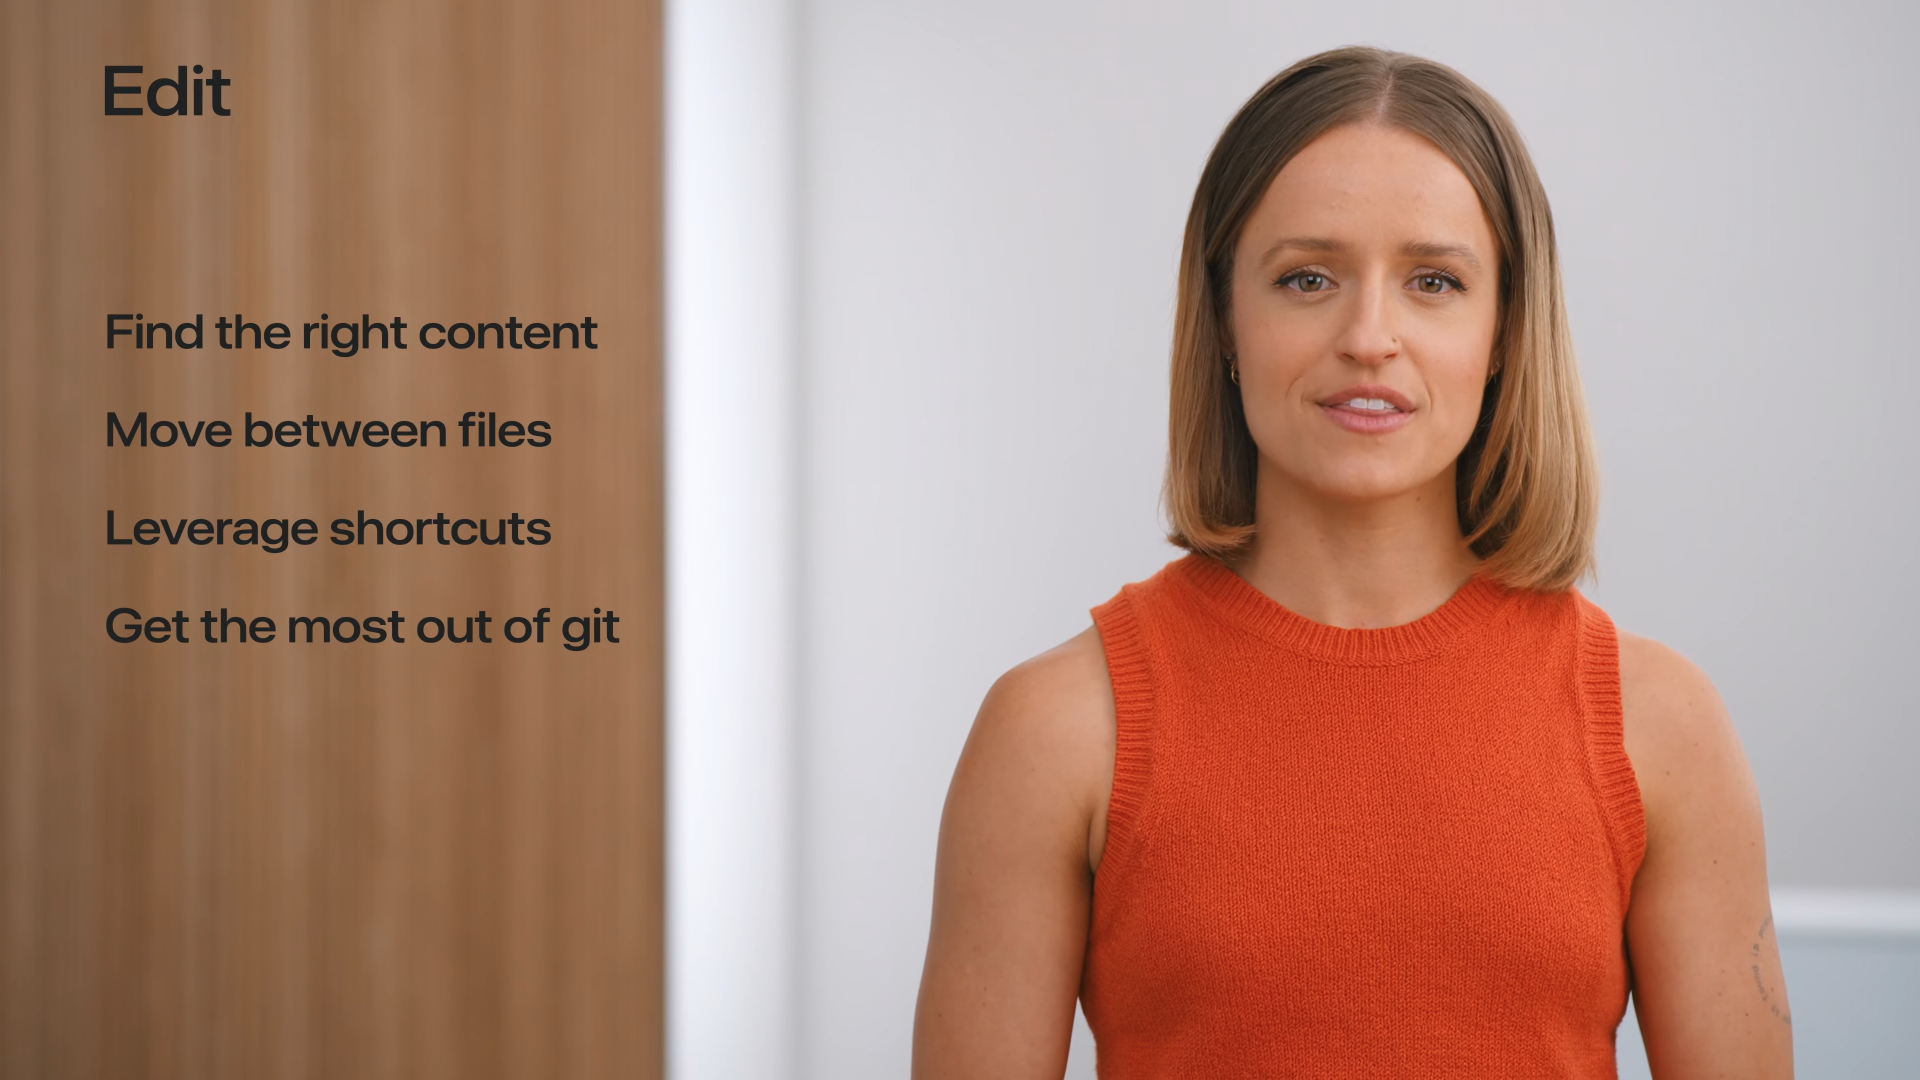 Edit
Find the right content
Move between files
Leverage shortcuts
Get the most out of git